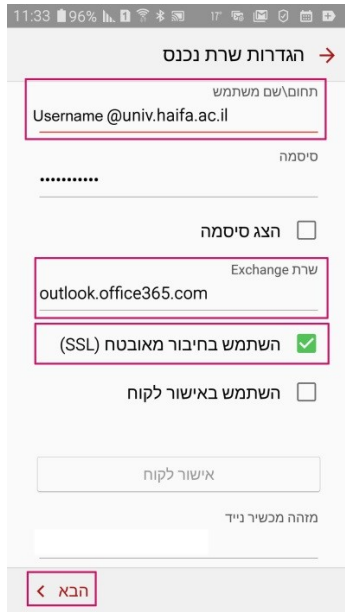 11:33 96% 17°
הגדרות שרת נכנס
תחום\שם משתמש
Username @univ.haifa.ac.il
סיסמה
•••••••••••
הצג סיסמה
שרת Exchange
outlook.office365.com
השתמש בחיבור מאובטח (SSL)
השתמש באישור לקוח
אישור לקוח
מזהה מכשיר נייד
הבא